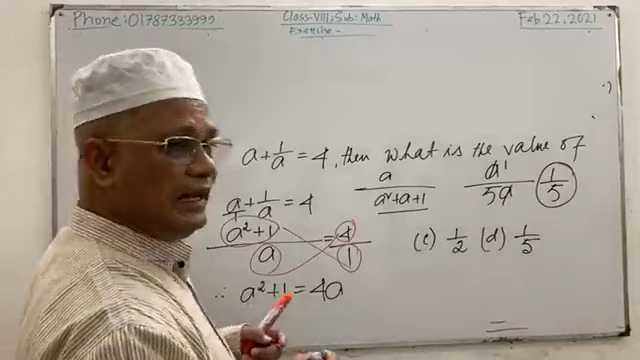 Phone: 01787333999
Class-VIII, Sub: Math
Exercise-
Feb 22, 2021
a + 1/a = 4, then what is the value of
a/(a²+a+1)
a 1/5a
1/5
a/1 + 1/a = 4
(a²+1)/a = 4/1
(c) 1/2 (d) 1/5
∴ a²+1 = 4a